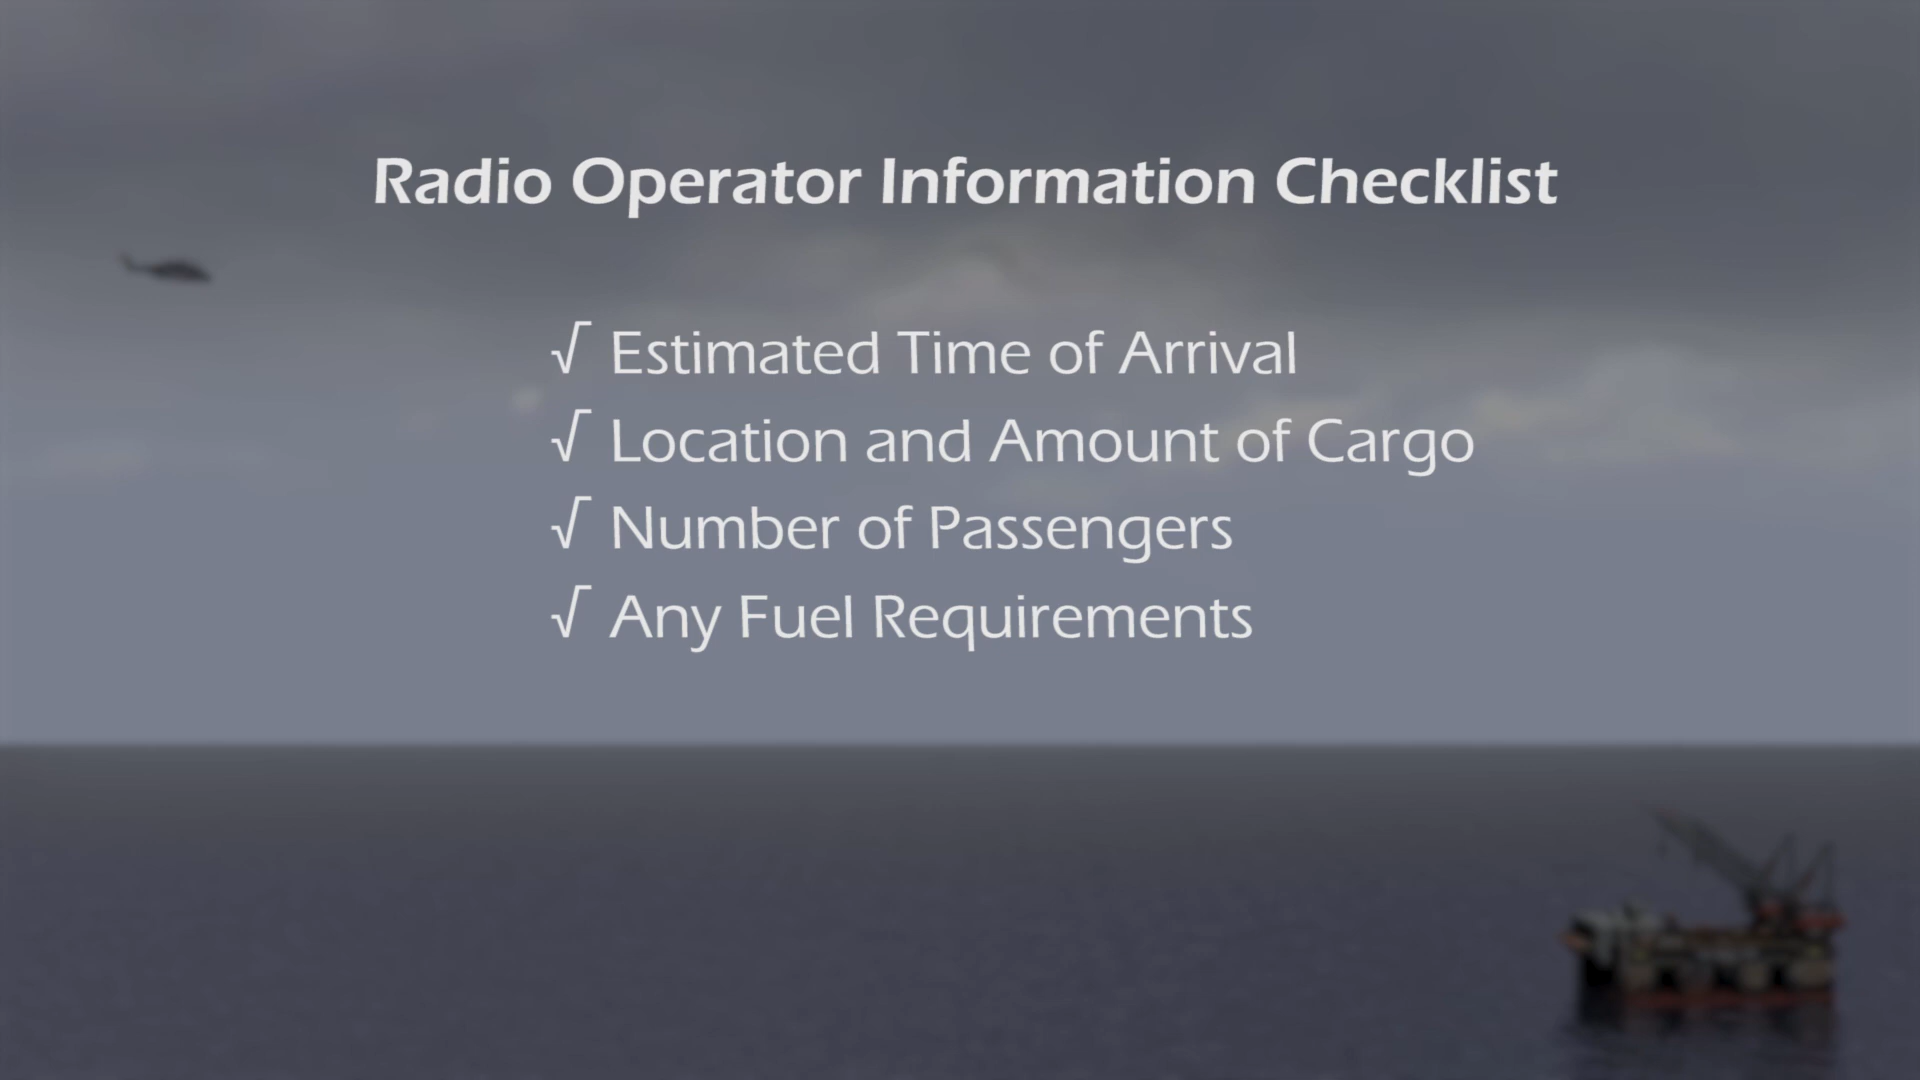 Radio Operator Information Checklist
√ Estimated Time of Arrival
√ Location and Amount of Cargo
√ Number of Passengers
√ Any Fuel Requirements